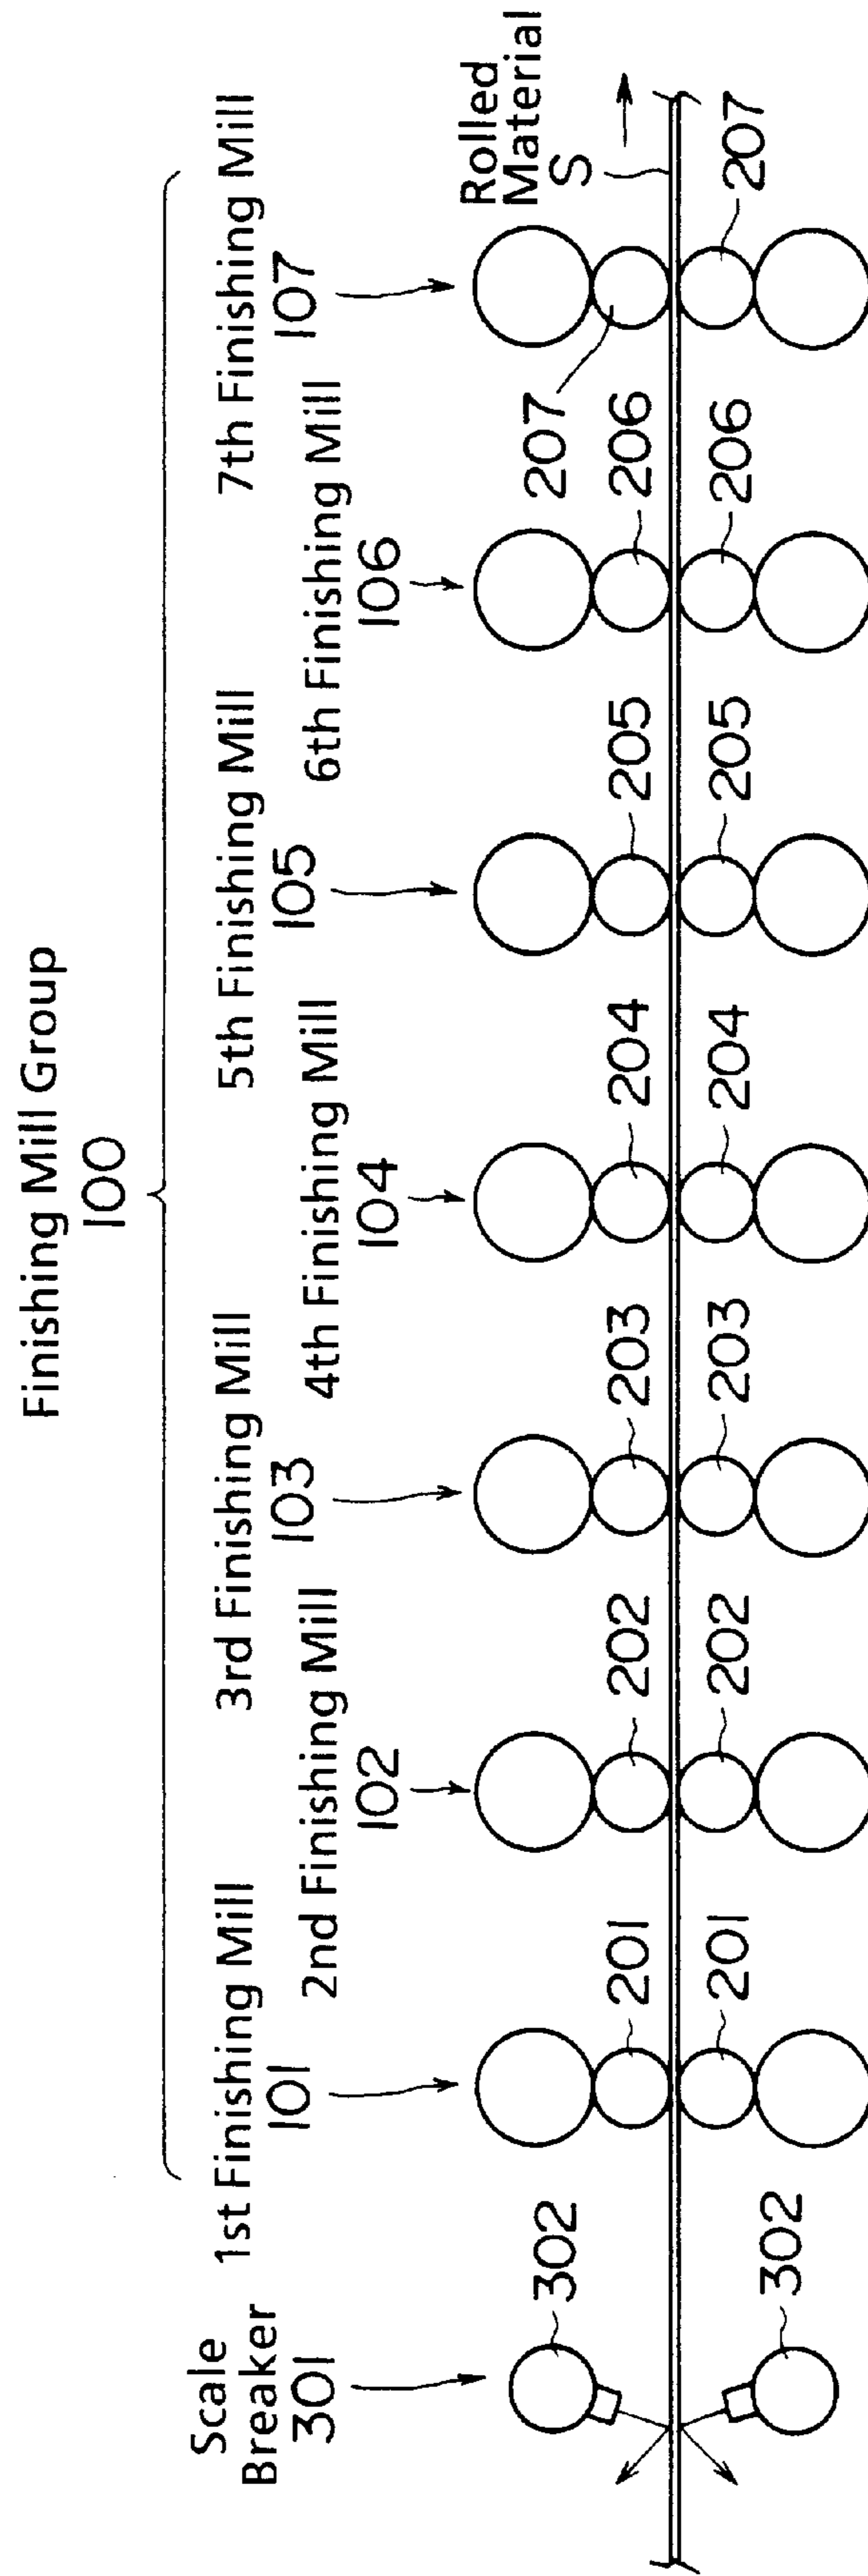 Finishing Mill Group
100
1st Finishing Mill
101
2nd Finishing Mill
102
3rd Finishing Mill
103
4th Finishing Mill
104
5th Finishing Mill
105
6th Finishing Mill
106
7th Finishing Mill
107
Scale
Breaker
301
Rolled
Material
S
302
201
202
203
204
205
206
207
207
302
201
202
203
204
205
206